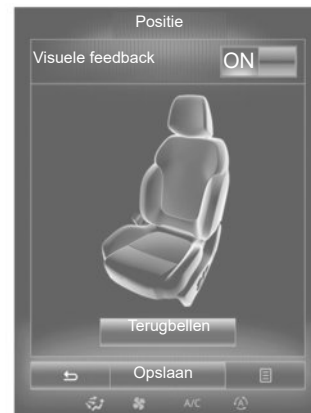 Positie
Visuele feedback ON
Terugbellen
Opslaan
A/C